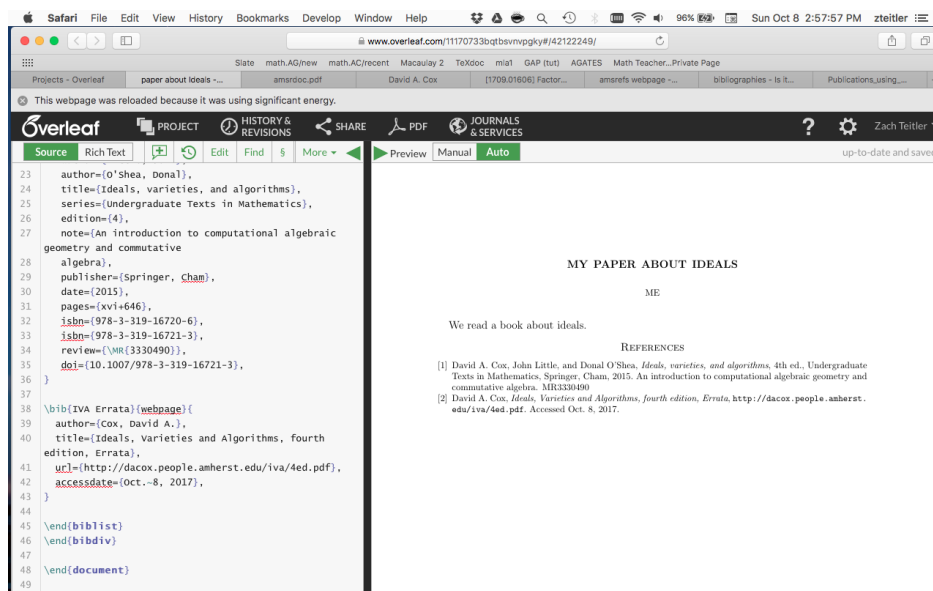 Safari File Edit View History Bookmarks Develop Window Help 96% Sun Oct 8 2:57:57 PM zteitler
www.overleaf.com/11170733bqtbsvnvpgky#/42122249/
Slate math.AG/new math.AC/recent Macaulay 2 TeXdoc mla1 GAP (tut) AGATES Math Teacher...Private Page
Projects - Overleaf paper about Ideals -... amsrdoc.pdf David A. Cox [1709.01606] Factor... amsrefs webpage -... bibliographies - Is it... Publications_using_...
This webpage was reloaded because it was using significant energy.
Overleaf PROJECT HISTORY & REVISIONS SHARE PDF JOURNALS & SERVICES ? Zach Teitler
Source Rich Text Edit Find § More Preview Manual Auto up-to-date and saved
23 author={O'Shea, Donal},
24 title={Ideals, varieties, and algorithms},
25 series={Undergraduate Texts in Mathematics},
26 edition={4},
27 note={An introduction to computational algebraic
geometry and commutative
28 algebra},
29 publisher={Springer, Cham},
30 date={2015},
31 pages={xvi+646},
32 isbn={978-3-319-16720-6},
33 isbn={978-3-319-16721-3},
34 review={\MR{3330490}},
35 doi={10.1007/978-3-319-16721-3},
36 }
37
38 \bib{IVA Errata}{webpage}{
39 author={Cox, David A.},
40 title={Ideals, Varieties and Algorithms, fourth
edition, Errata},
41 url={http://dacox.people.amherst.edu/iva/4ed.pdf},
42 accessdate={Oct.~8, 2017},
43 }
44
45 \end{biblist}
46 \end{bibdiv}
47
48 \end{document}
49
MY PAPER ABOUT IDEALS
ME
We read a book about ideals.
REFERENCES
[1] David A. Cox, John Little, and Donal O'Shea, Ideals, varieties, and algorithms, 4th ed., Undergraduate
Texts in Mathematics, Springer, Cham, 2015. An introduction to computational algebraic geometry and
commutative algebra. MR3330490
[2] David A. Cox, Ideals, Varieties and Algorithms, fourth edition, Errata, http://dacox.people.amherst.
edu/iva/4ed.pdf. Accessed Oct. 8, 2017.